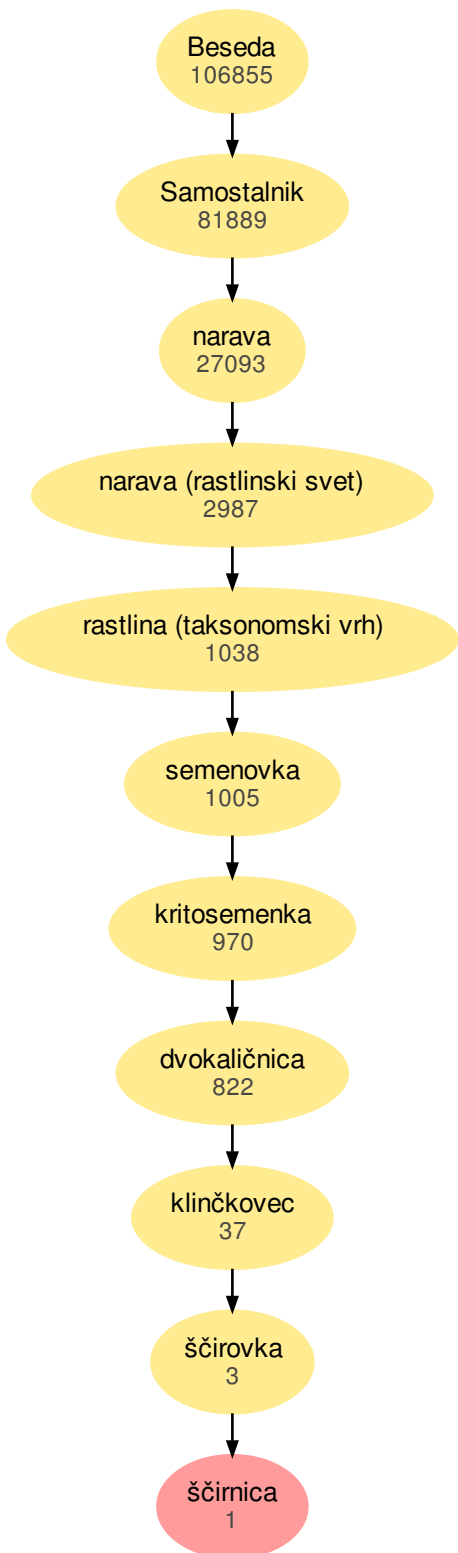 Beseda
106855
Samostalnik
81889
narava
27093
narava (rastlinski svet)
2987
rastlina (taksonomski vrh)
1038
semenovka
1005
kritosemenka
970
dvokaličnica
822
klinčkovec
37
ščirovka
3
ščirnica
1